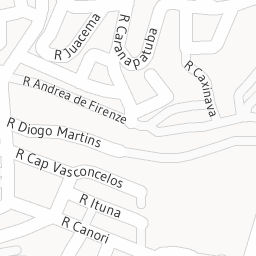 R Juacema
R Carana
patuba
R Caxinava
R Andrea de Firenze
R Diogo Martins
R Cap Vasconcelos
R Ituna
R Canori